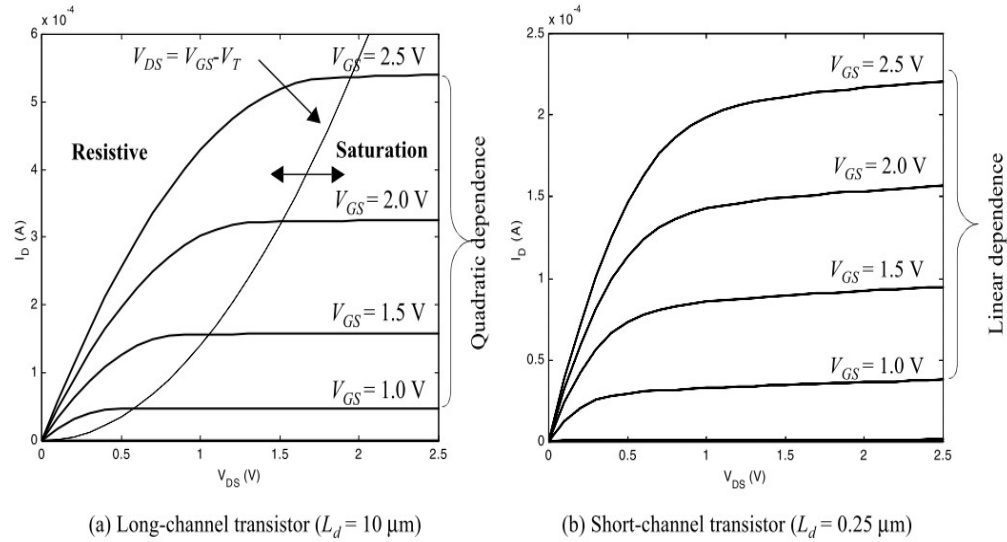 x 10⁻⁴
6
5
4
3
2
1
0
0 0.5 1 1.5 2 2.5
I_D (A)
V_DS (V)
V_DS = V_GS-V_T
V_GS = 2.5 V
Resistive
Saturation
V_GS = 2.0 V
V_GS = 1.5 V
V_GS = 1.0 V
Quadratic dependence
(a) Long-channel transistor (L_d = 10 μm)
x 10⁻⁴
2.5
2
1.5
1
0.5
0
0 0.5 1 1.5 2 2.5
I_D (A)
V_DS (V)
V_GS = 2.5 V
V_GS = 2.0 V
V_GS = 1.5 V
V_GS = 1.0 V
Linear dependence
(b) Short-channel transistor (L_d = 0.25 μm)